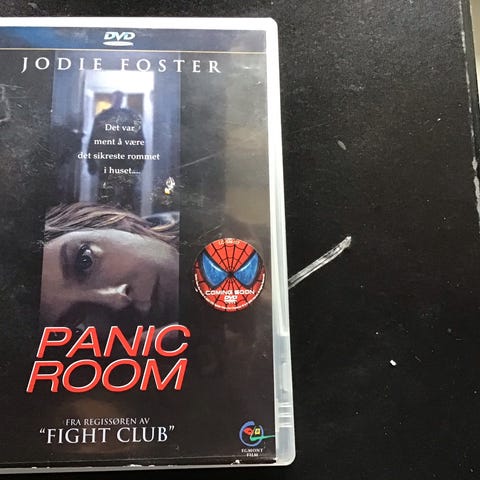 DVD
JODIE FOSTER
Det var
ment å være
det sikreste rommet
i huset...
COMING SOON
DVD
PANIC
ROOM
FRA REGISSØREN AV
"FIGHT CLUB"
EGMONT
FILM